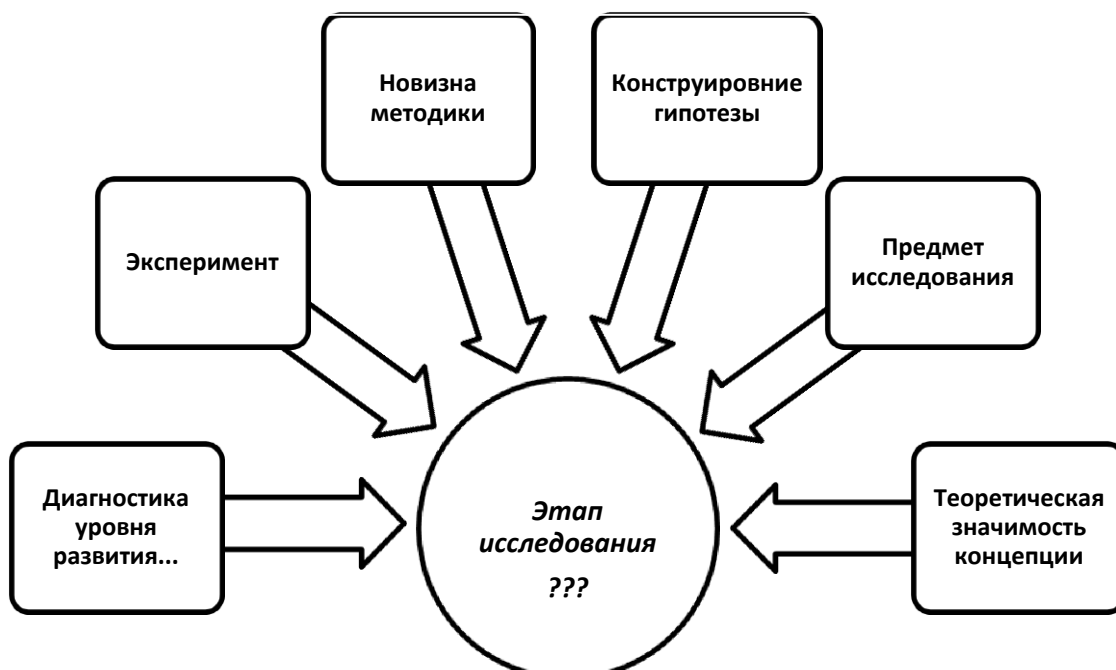 Новизна
методики
Конструировние
гипотезы
Эксперимент
Предмет
исследования
Диагностика
уровня
развития...
Этап
исследования
???
Теоретическая
значимость
концепции